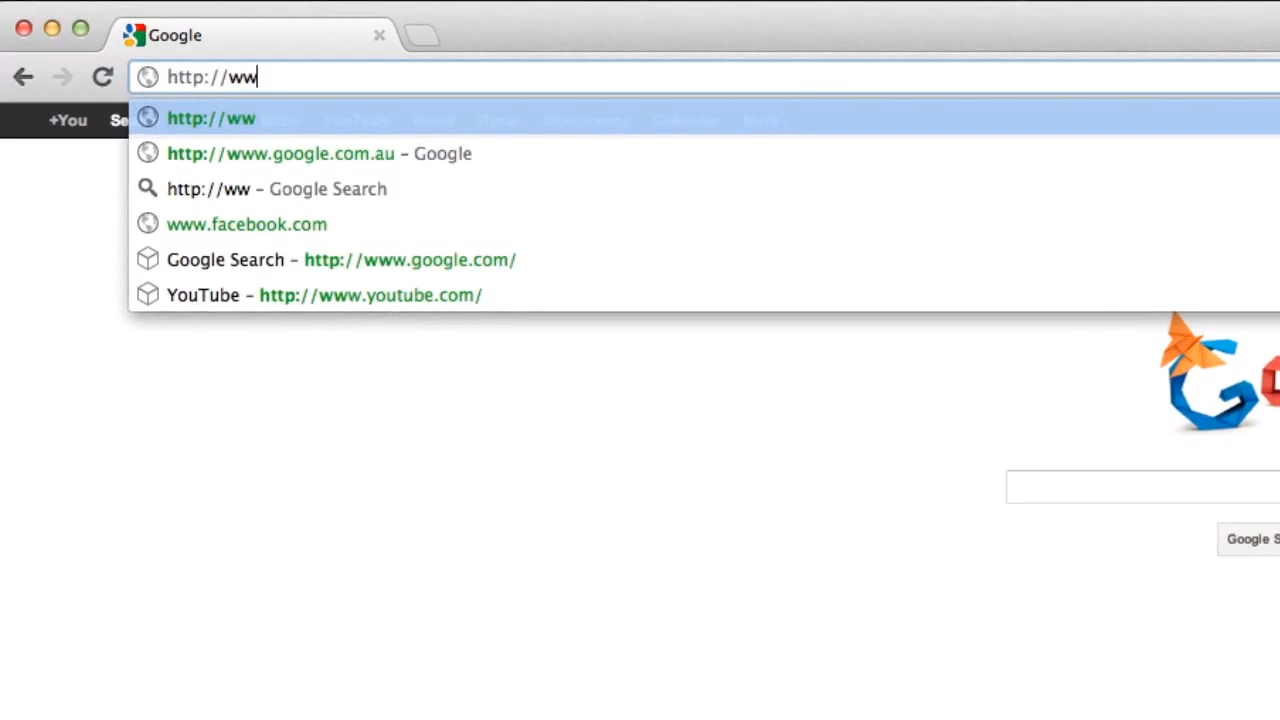 Google
http://ww
+You Se
http://ww
http://www.google.com.au – Google
http://ww – Google Search
www.facebook.com
Google Search – http://www.google.com/
YouTube – http://www.youtube.com/
Go
Google S